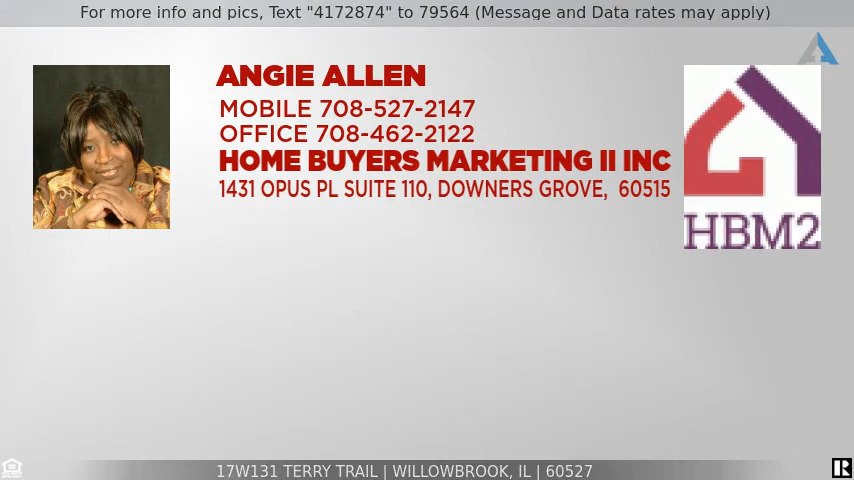 For more info and pics, Text "4172874" to 79564 (Message and Data rates may apply)
ANGIE ALLEN
MOBILE 708-527-2147
OFFICE 708-462-2122
HOME BUYERS MARKETING II INC
1431 OPUS PL SUITE 110, DOWNERS GROVE, 60515
HBM2
17W131 TERRY TRAIL | WILLOWBROOK, IL | 60527